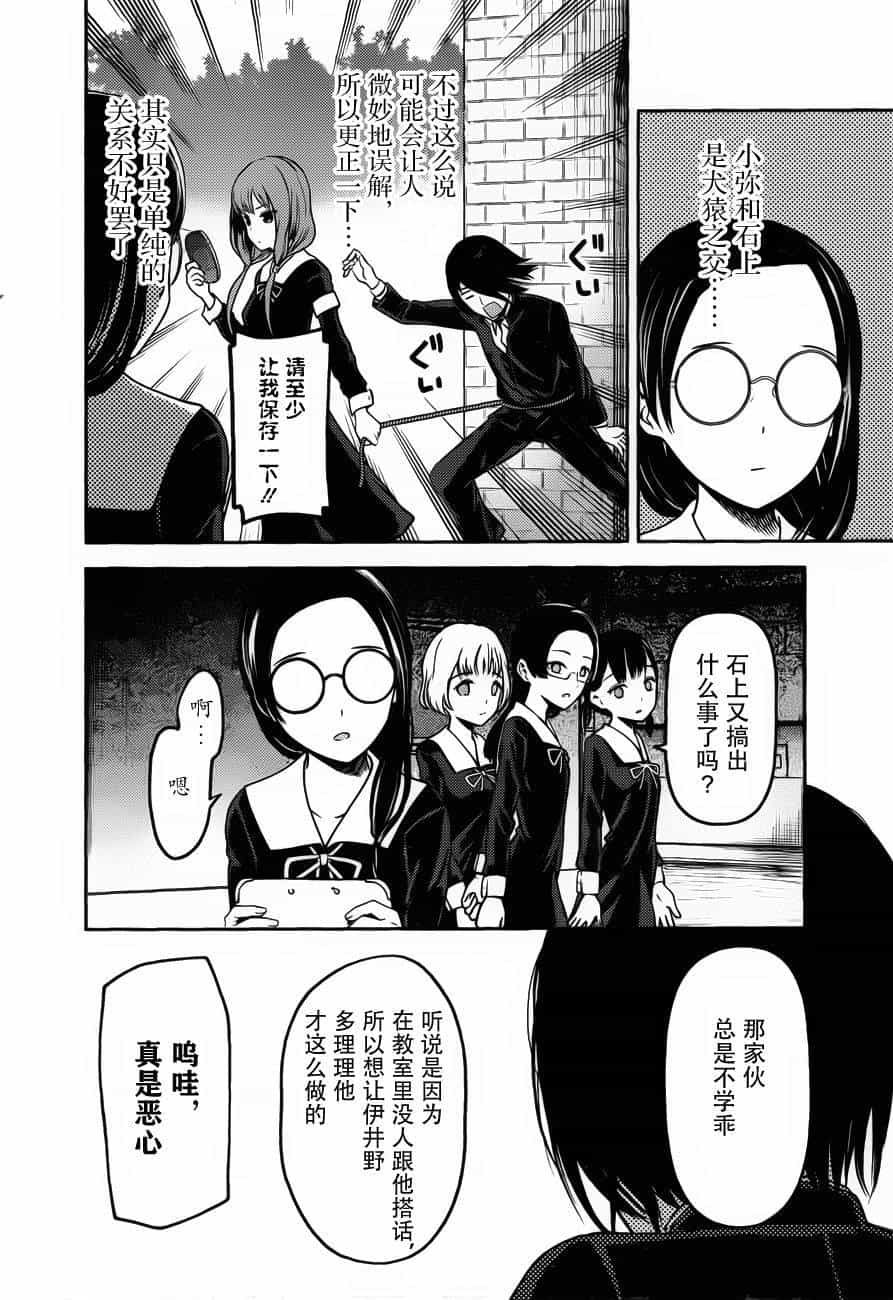 小弥和石上
是犬猿之交……
不过这么说
可能会让人
微妙地误解，
所以更正一下……
ぐい
ぐい
请至少
让我保存一下!!
其实只是单纯的
关系不好罢了
石上又搞出
什么事了吗？
啊…
嗯
那家伙
总是不学乖
听说是因为
在教室里没人跟他搭话，
所以想让伊井野
多理理他
才这么做的
呜哇，
真是恶心